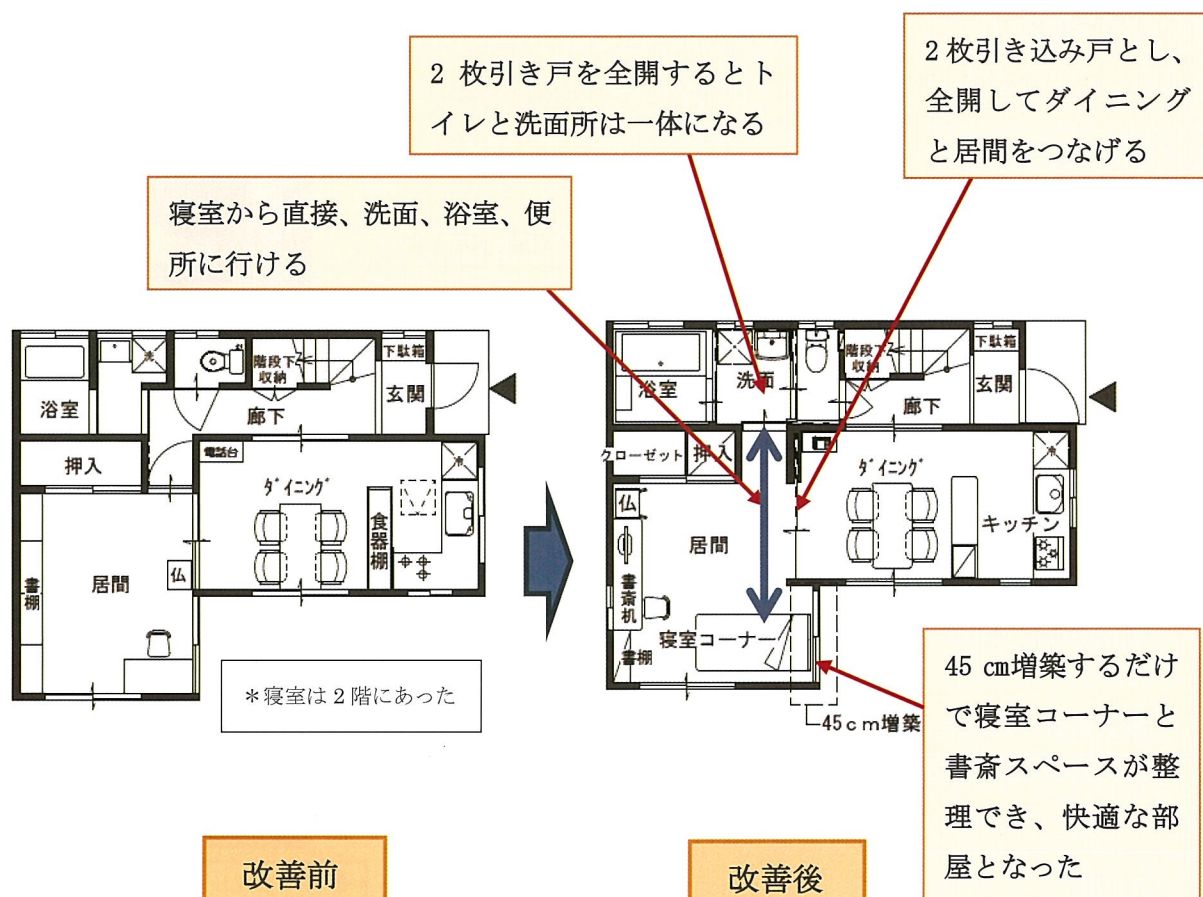 2 枚引き戸を全開するとト
イレと洗面所は一体になる
2 枚引き込み戸とし、
全開してダイニング
と居間をつなげる
寝室から直接、洗面、浴室、便
所に行ける
浴室
洗
階段下
収納
下駄箱
玄関
廊下
押入
電話台
ダイニング
冷
食器棚
居間
仏
書棚
*寝室は 2 階にあった
浴室
洗面
階段下
収納
下駄箱
玄関
廊下
クローゼット
押入
ダイニング
冷
キッチン
仏
居間
書斎机
寝室コーナー
書棚
45cm増築
45 ㎝増築するだけ
で寝室コーナーと
書斎スペースが整
理でき、快適な部
屋となった
改善前
改善後